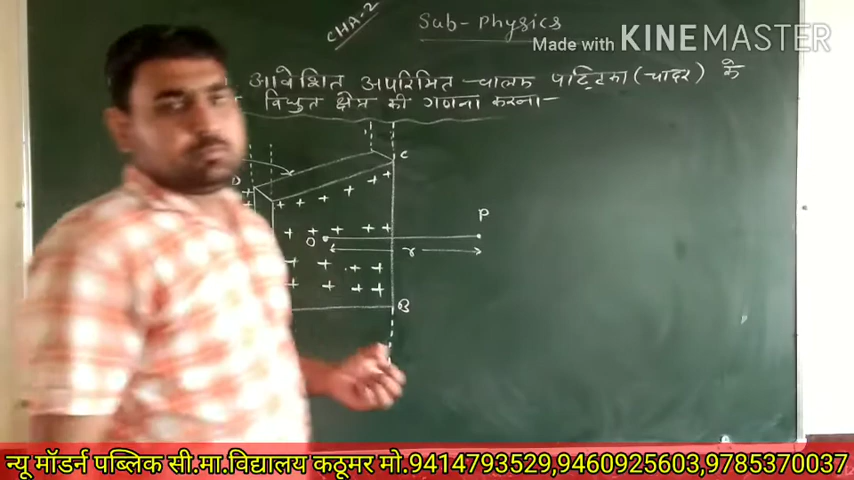 CHA-2
Sub-Physics
Made with KINEMASTER
आवेशित अपरिमित चालक पाट्टिका (चादर) के
विद्युत क्षेत्र की गणना करना-
C
D
P
O
r
B
न्यू मॉडर्न पब्लिक सी.मा.विद्यालय कठूमर मो.9414793529,9460925603,9785370037